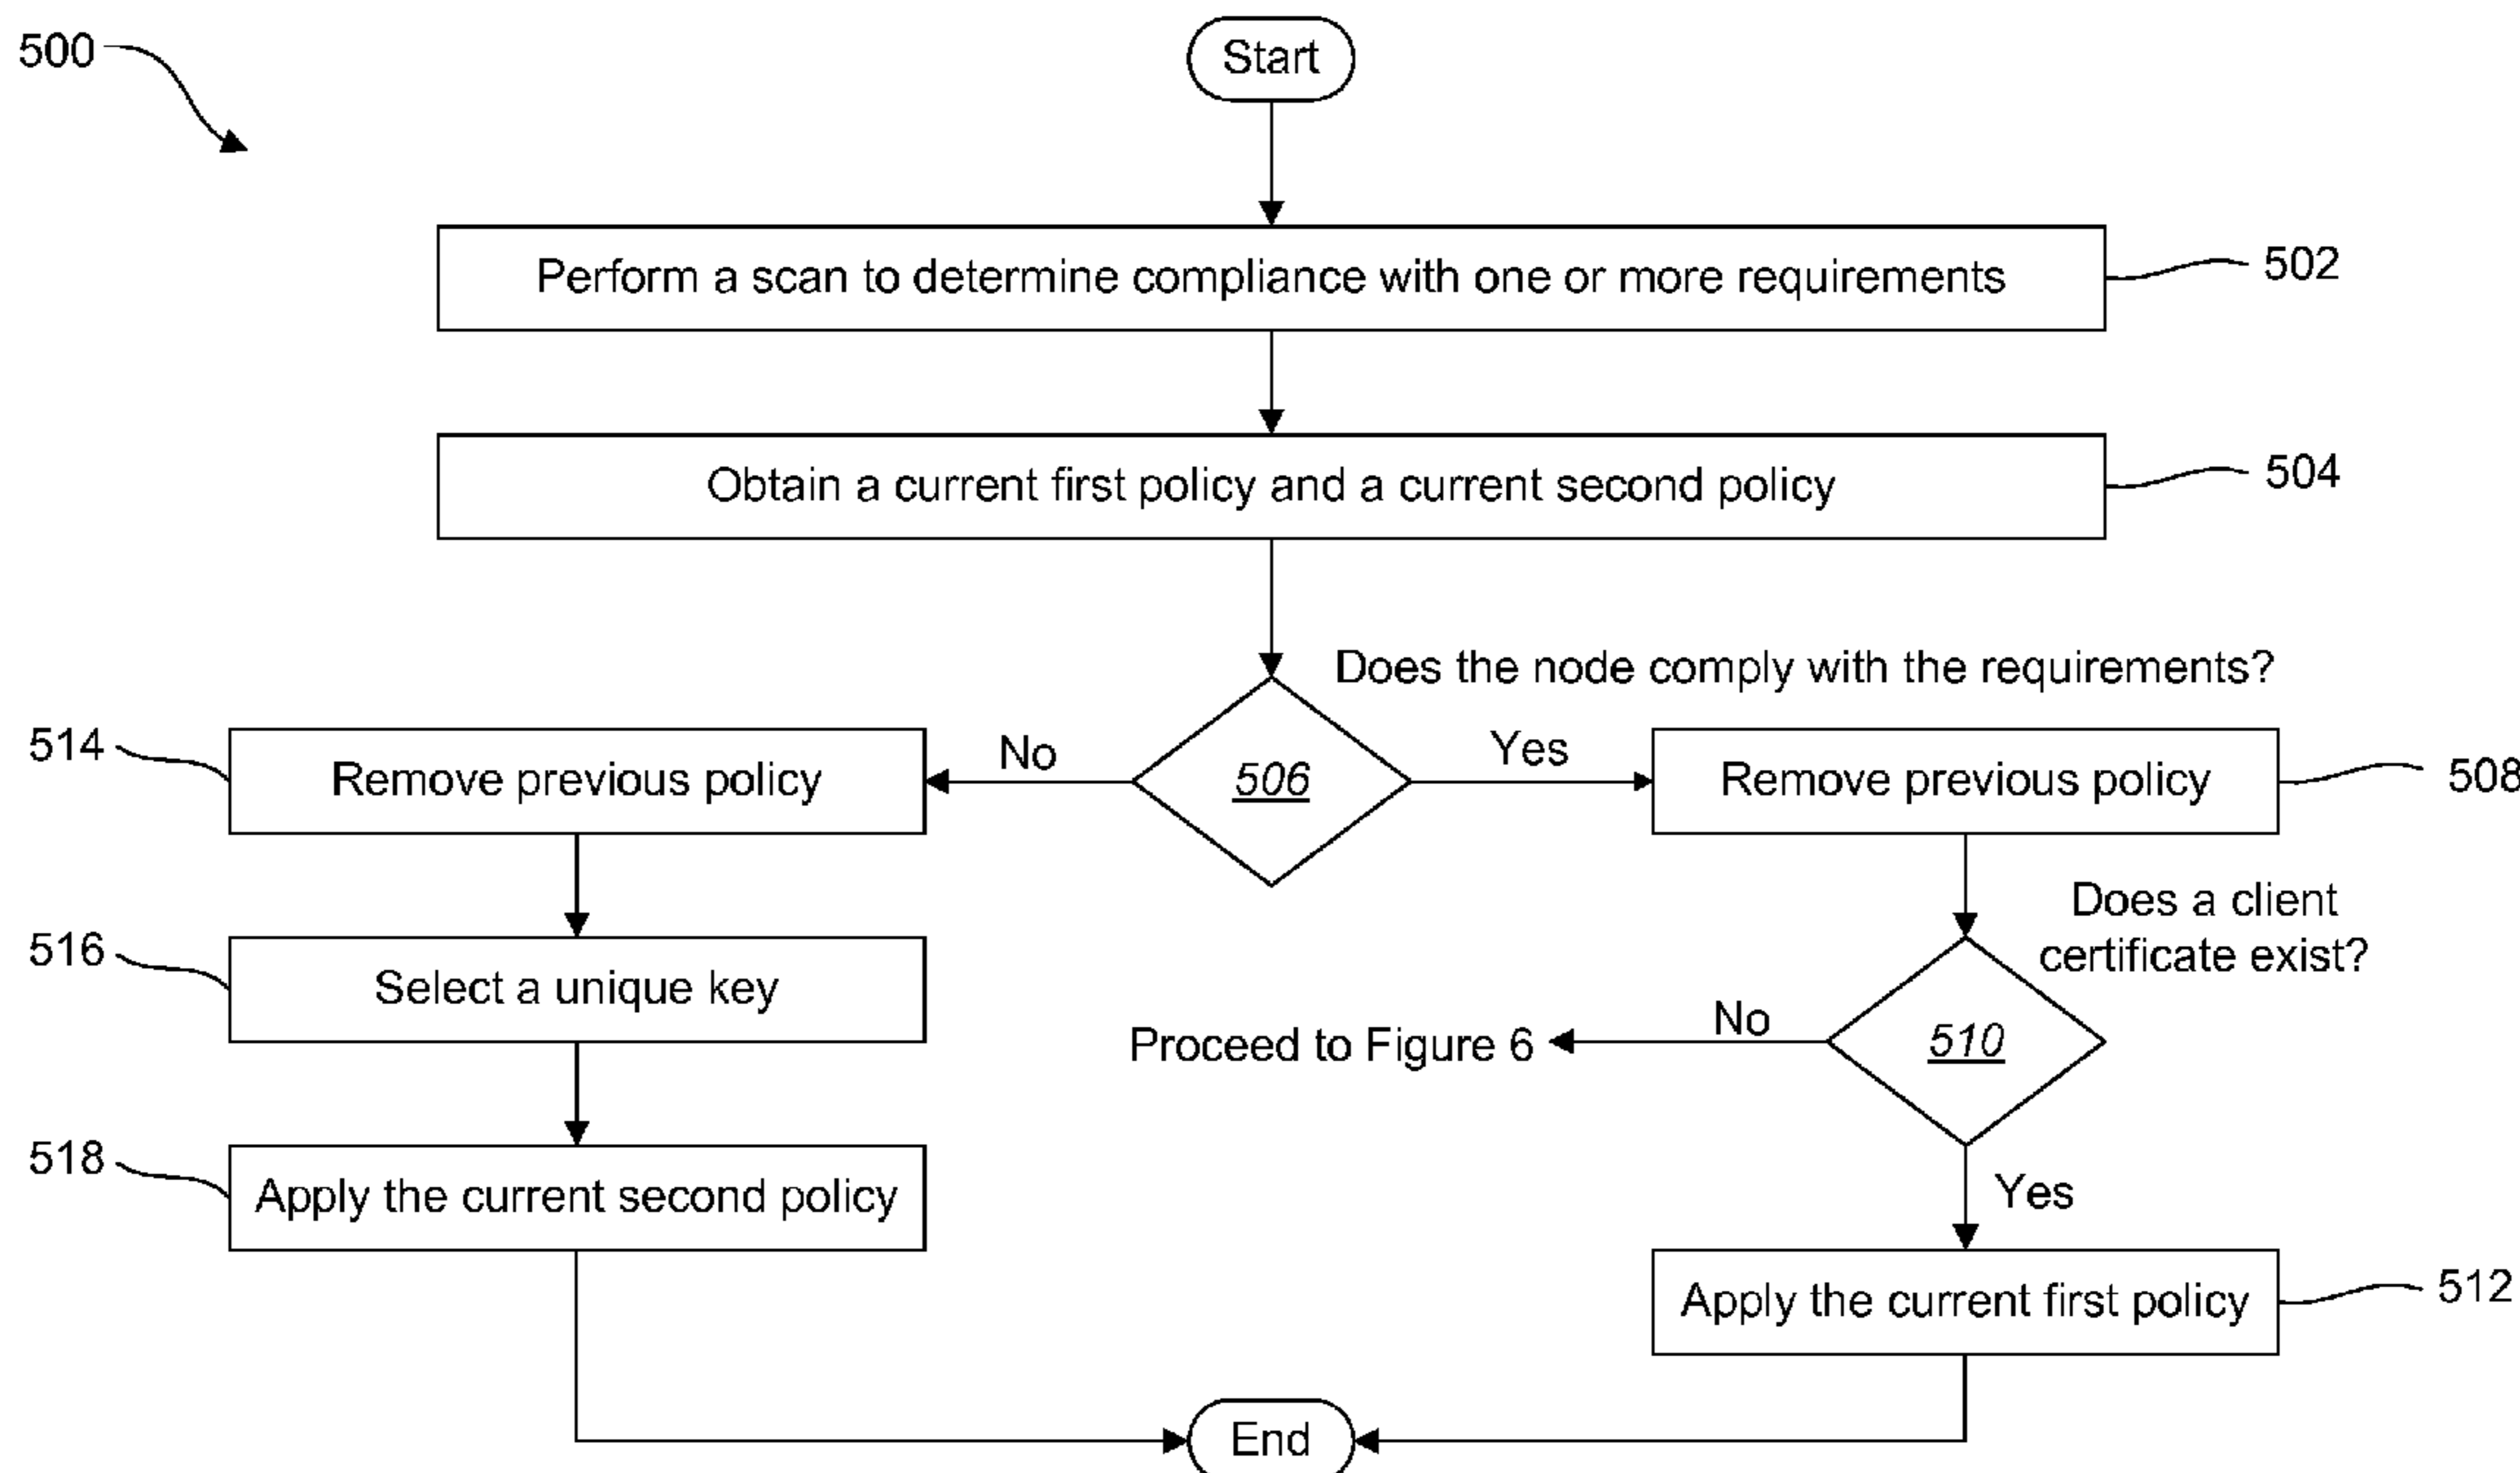 500
Start
Perform a scan to determine compliance with one or more requirements
502
Obtain a current first policy and a current second policy
504
Does the node comply with the requirements?
514
Remove previous policy
No
506
Yes
Remove previous policy
508
Does a client
certificate exist?
516
Select a unique key
Proceed to Figure 6
No
510
518
Apply the current second policy
Yes
Apply the current first policy
512
End